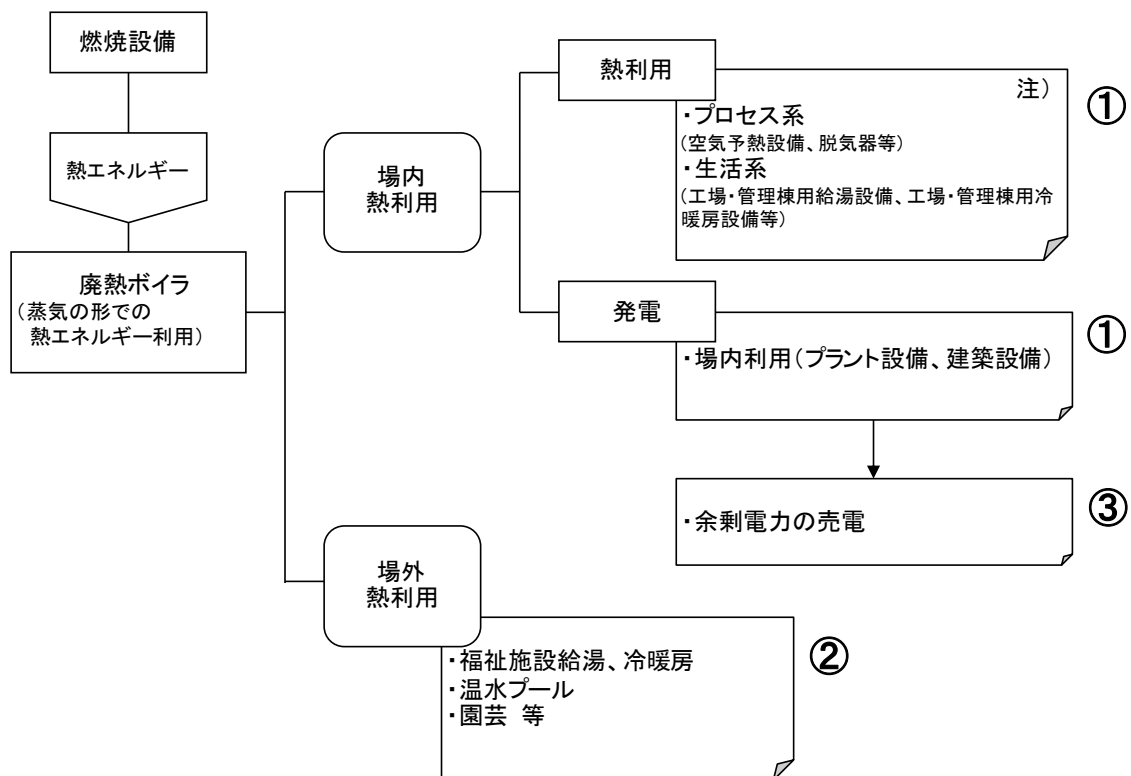 燃焼設備
熱エネルギー
廃熱ボイラ
(蒸気の形での
熱エネルギー利用)
場内
熱利用
熱利用
注)
・プロセス系
(空気予熱設備、脱気器等)
・生活系
(工場・管理棟用給湯設備、工場・管理棟用冷
暖房設備等)
①
発電
・場内利用(プラント設備、建築設備)
①
・余剰電力の売電
③
場外
熱利用
・福祉施設給湯、冷暖房
・温水プール
・園芸 等
②